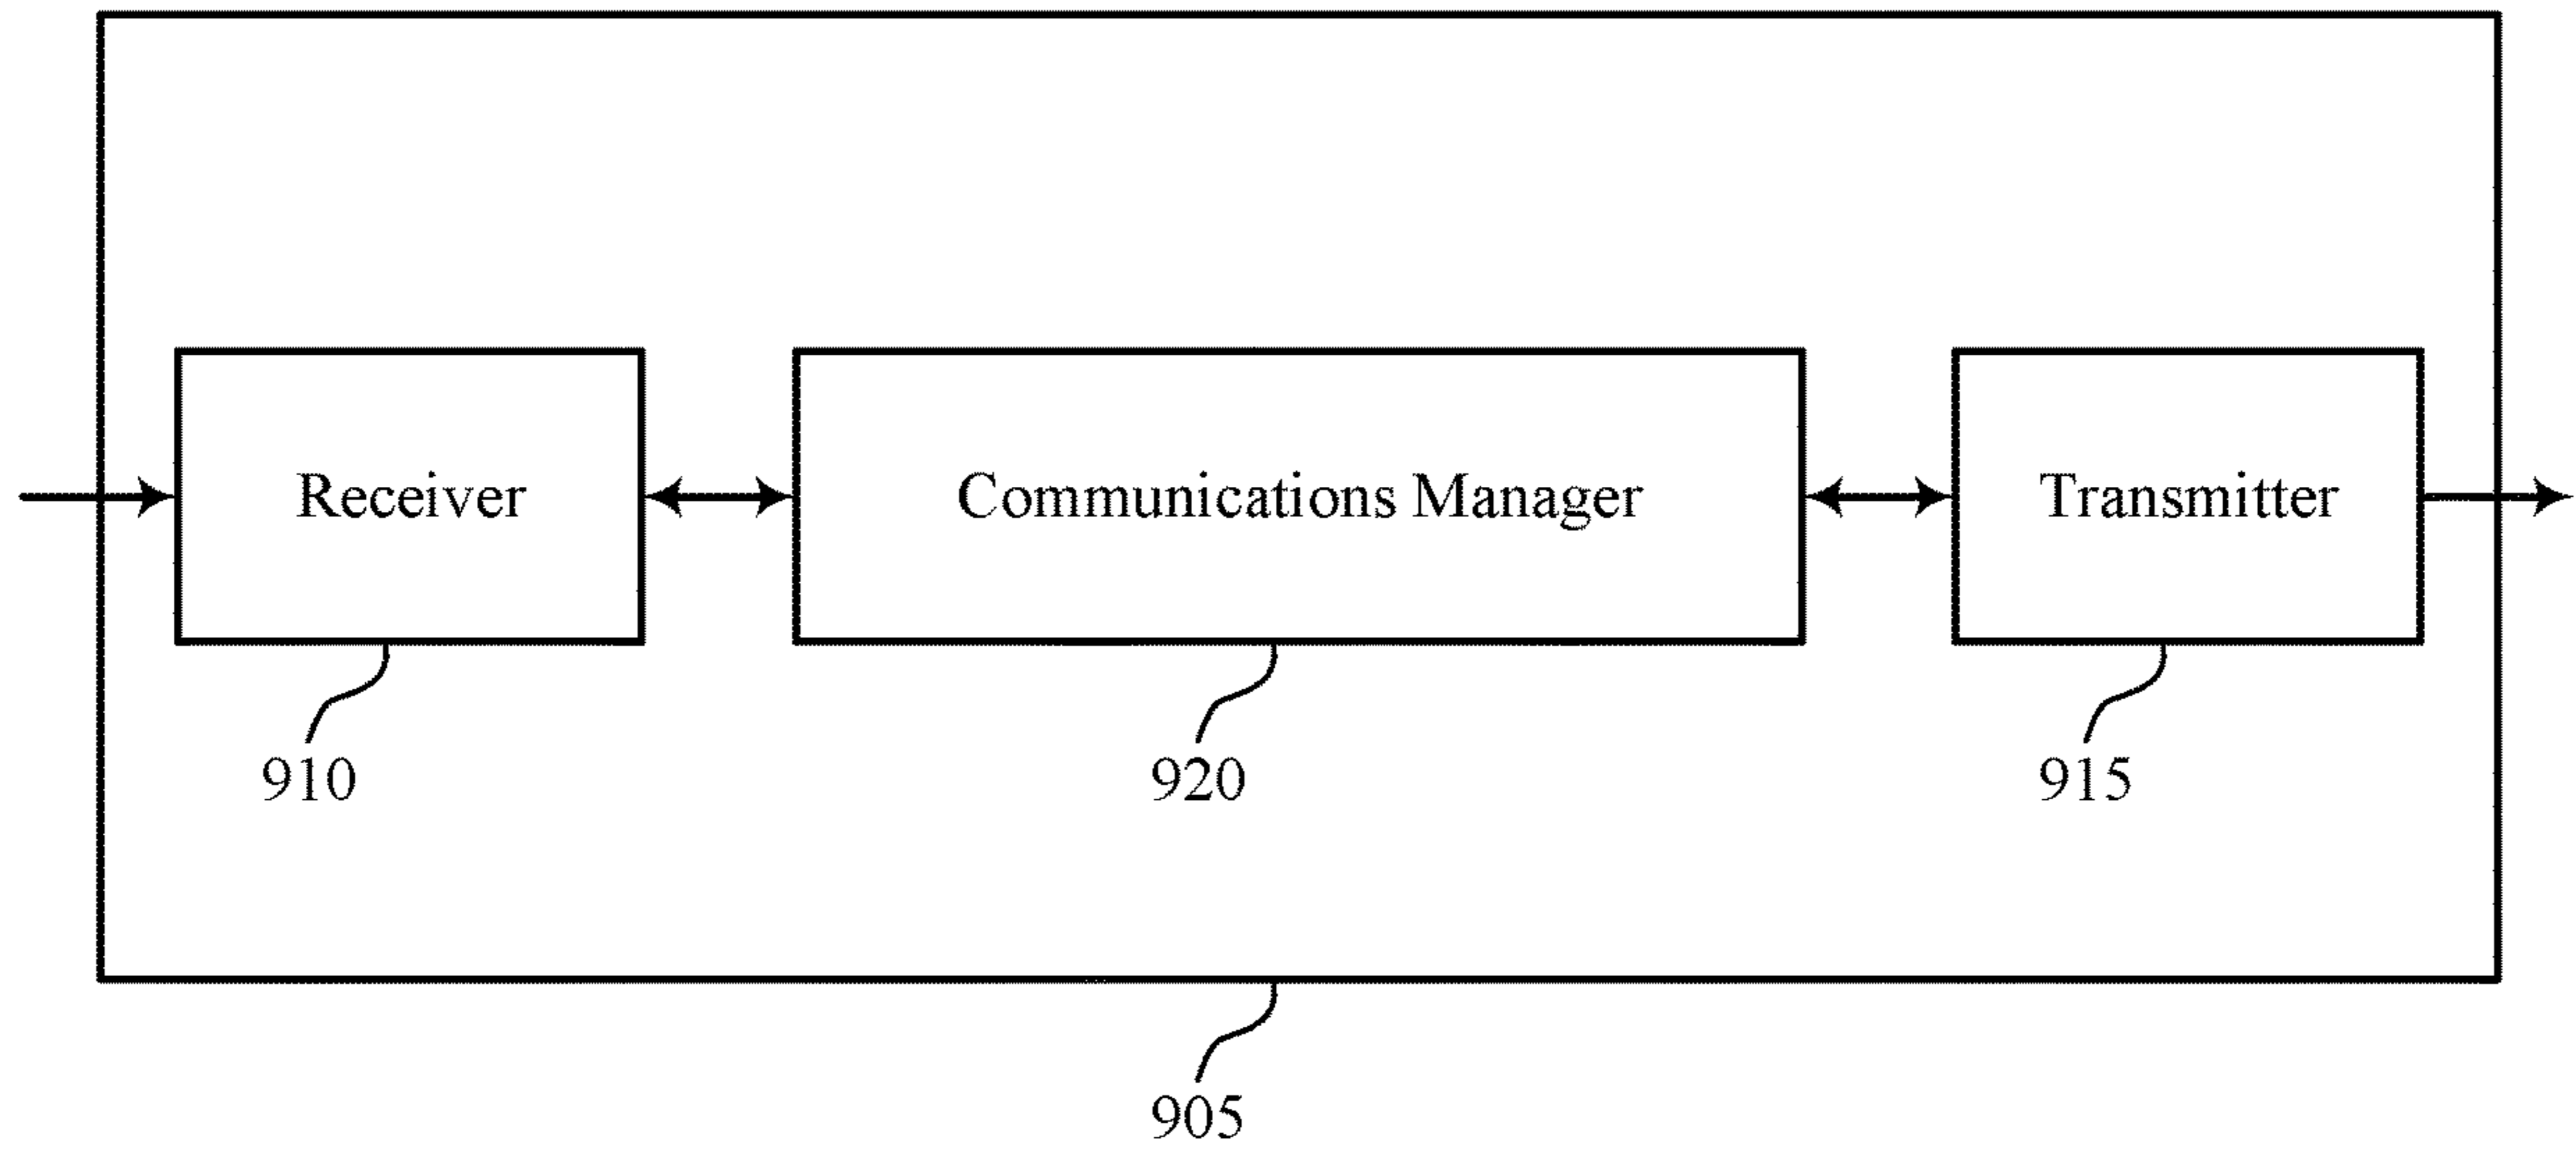 Receiver
Communications Manager
Transmitter
910
920
915
905